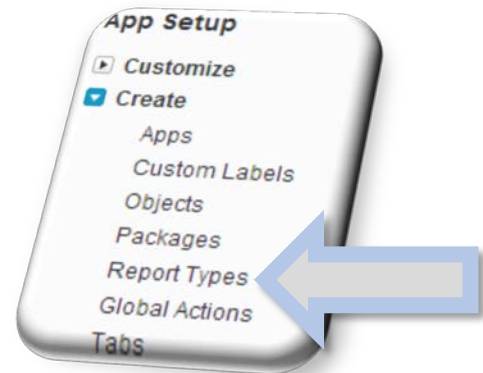 App Setup
Customize
Create
Apps
Custom Labels
Objects
Packages
Report Types
Global Actions
Tabs